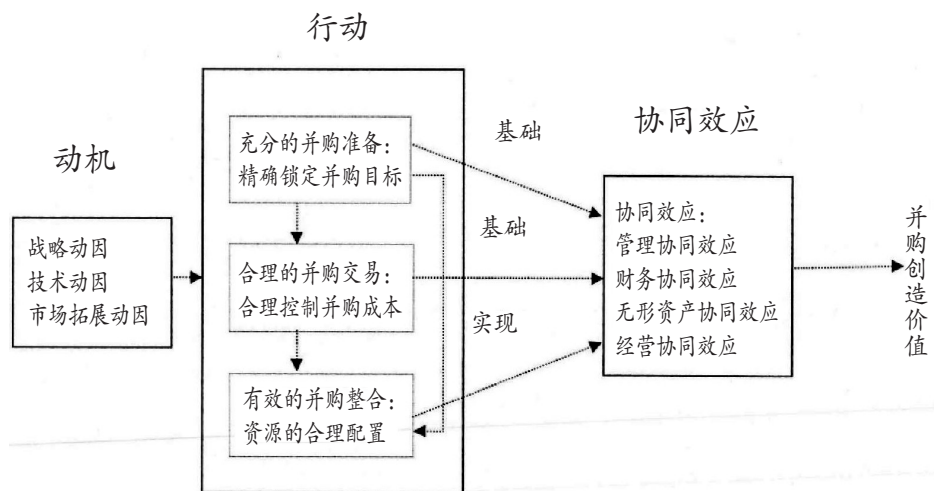 行动
动机
战略动因
技术动因
市场拓展动因
充分的并购准备：
精确锁定并购目标
合理的并购交易：
合理控制并购成本
有效的并购整合：
资源的合理配置
基础
基础
实现
协同效应
协同效应：
管理协同效应
财务协同效应
无形资产协同效应
经营协同效应
并购创造价值